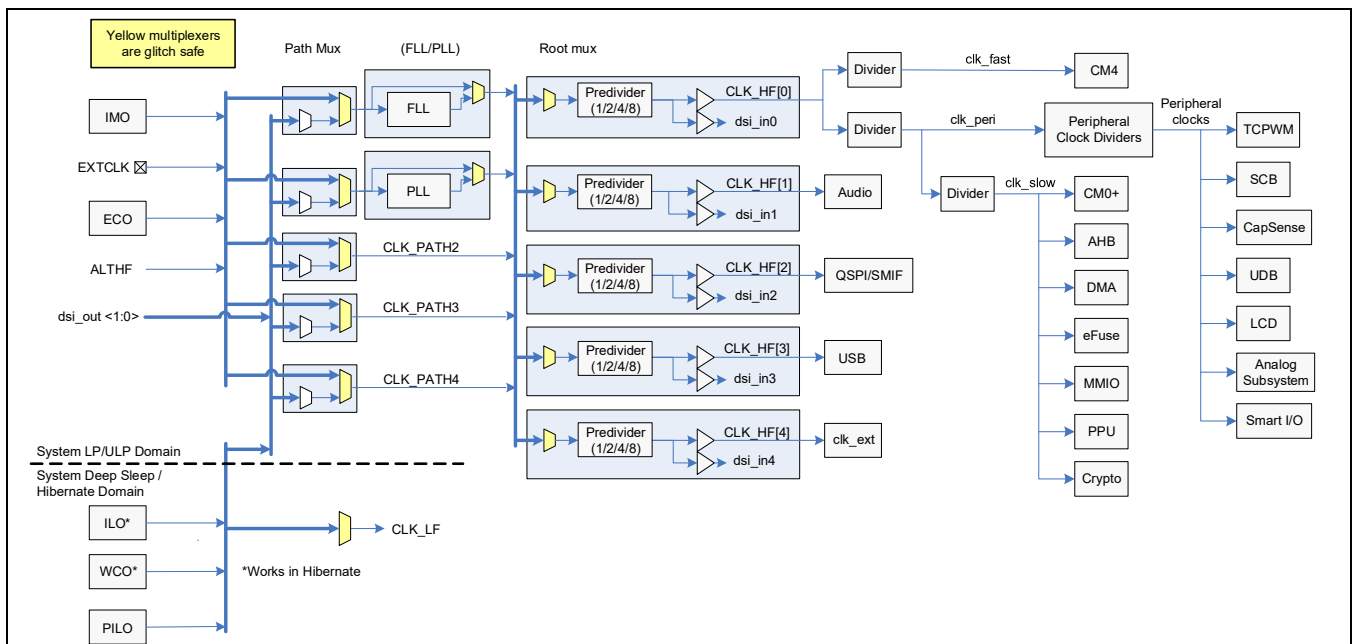 Yellow multiplexers
are glitch safe
Path Mux
(FLL/PLL)
Root mux
IMO
EXTCLK
ECO
ALTHF
dsi_out <1:0>
FLL
PLL
CLK_PATH2
CLK_PATH3
CLK_PATH4
Predivider
(1/2/4/8)
CLK_HF[0]
dsi_in0
Predivider
(1/2/4/8)
CLK_HF[1]
dsi_in1
Predivider
(1/2/4/8)
CLK_HF[2]
dsi_in2
Predivider
(1/2/4/8)
CLK_HF[3]
dsi_in3
Predivider
(1/2/4/8)
CLK_HF[4]
dsi_in4
Divider
clk_fast
CM4
Divider
clk_peri
Peripheral
Clock Dividers
Peripheral
clocks
Audio
QSPI/SMIF
USB
clk_ext
Divider
clk_slow
CM0+
AHB
DMA
eFuse
MMIO
PPU
Crypto
TCPWM
SCB
CapSense
UDB
LCD
Analog
Subsystem
Smart I/O
System LP/ULP Domain
System Deep Sleep /
Hibernate Domain
ILO*
WCO*
PILO
CLK_LF
*Works in Hibernate